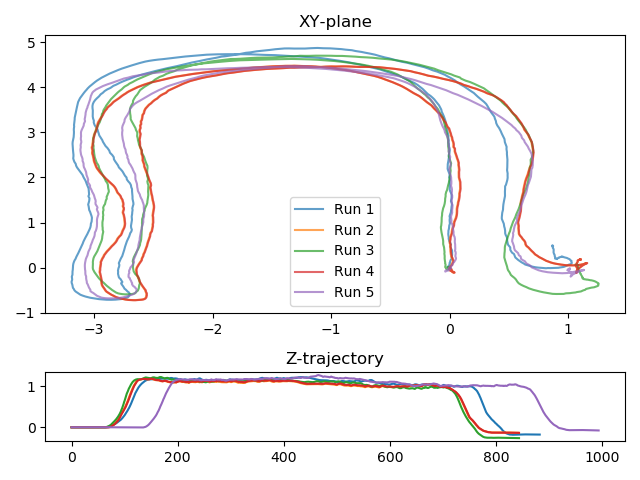 XY-plane
5
4
3
2
1
0
−1
−3
−2
−1
0
1
Run 1
Run 2
Run 3
Run 4
Run 5
Z-trajectory
1
0
0
200
400
600
800
1000